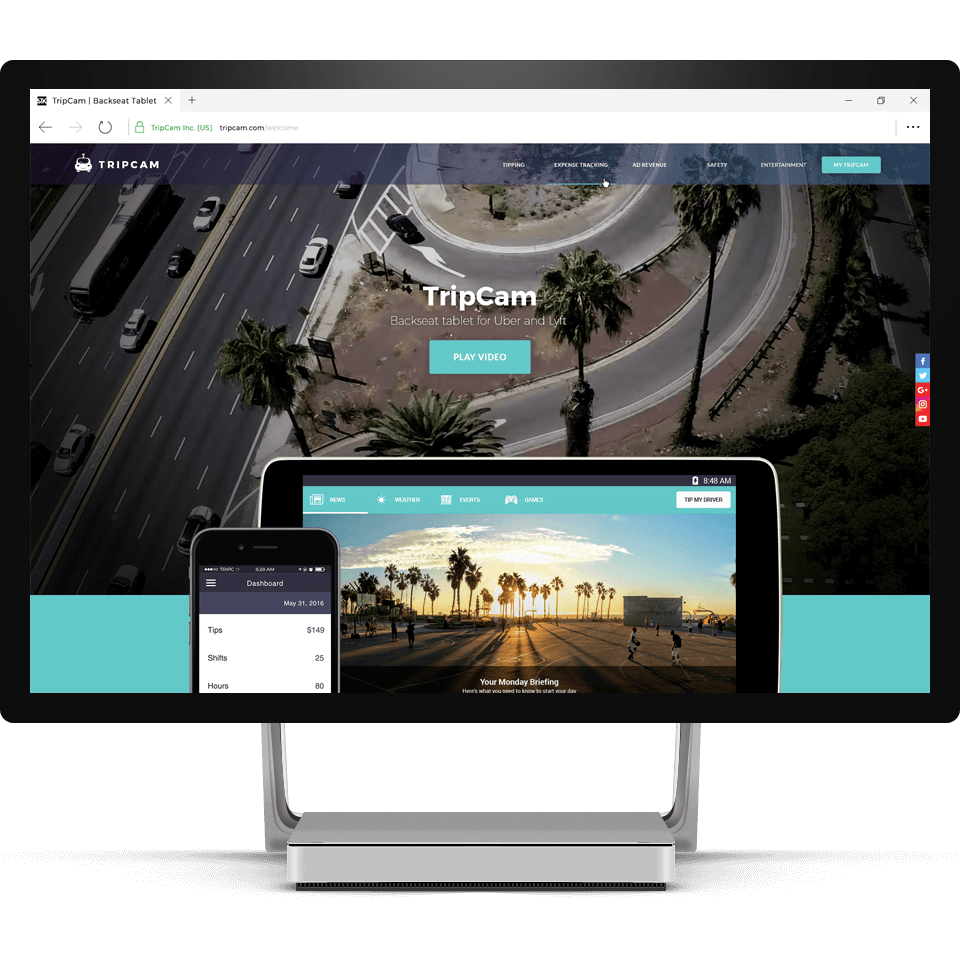 TripCam | Backseat Tablet
TripCam Inc. [US] tripcam.com/welcome
TRIPCAM
TIPPING EXPENSE TRACKING AD REVENUE SAFETY ENTERTAINMENT MY TRIPCAM
TripCam
Backseat tablet for Uber and Lyft
PLAY VIDEO
8:48 AM
NEWS WEATHER EVENTS GAMES TIP MY DRIVER
Your Monday Briefing
Here's what you need to know to start your day
TRIPC 8:28 AM
Dashboard
May 31, 2016
Tips $149
Shifts 25
Hours 80